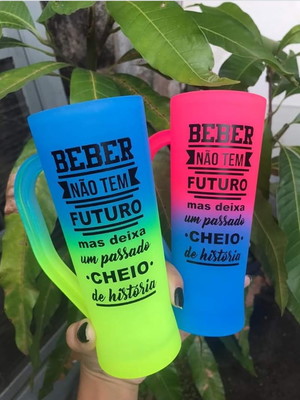 BEBER
NÃO TEM
FUTURO
mas deixa
um passado
·CHEIO·
de história
BEBER
NÃO TEM
FUTURO
mas deixa
um passado
·CHEIO·
de história